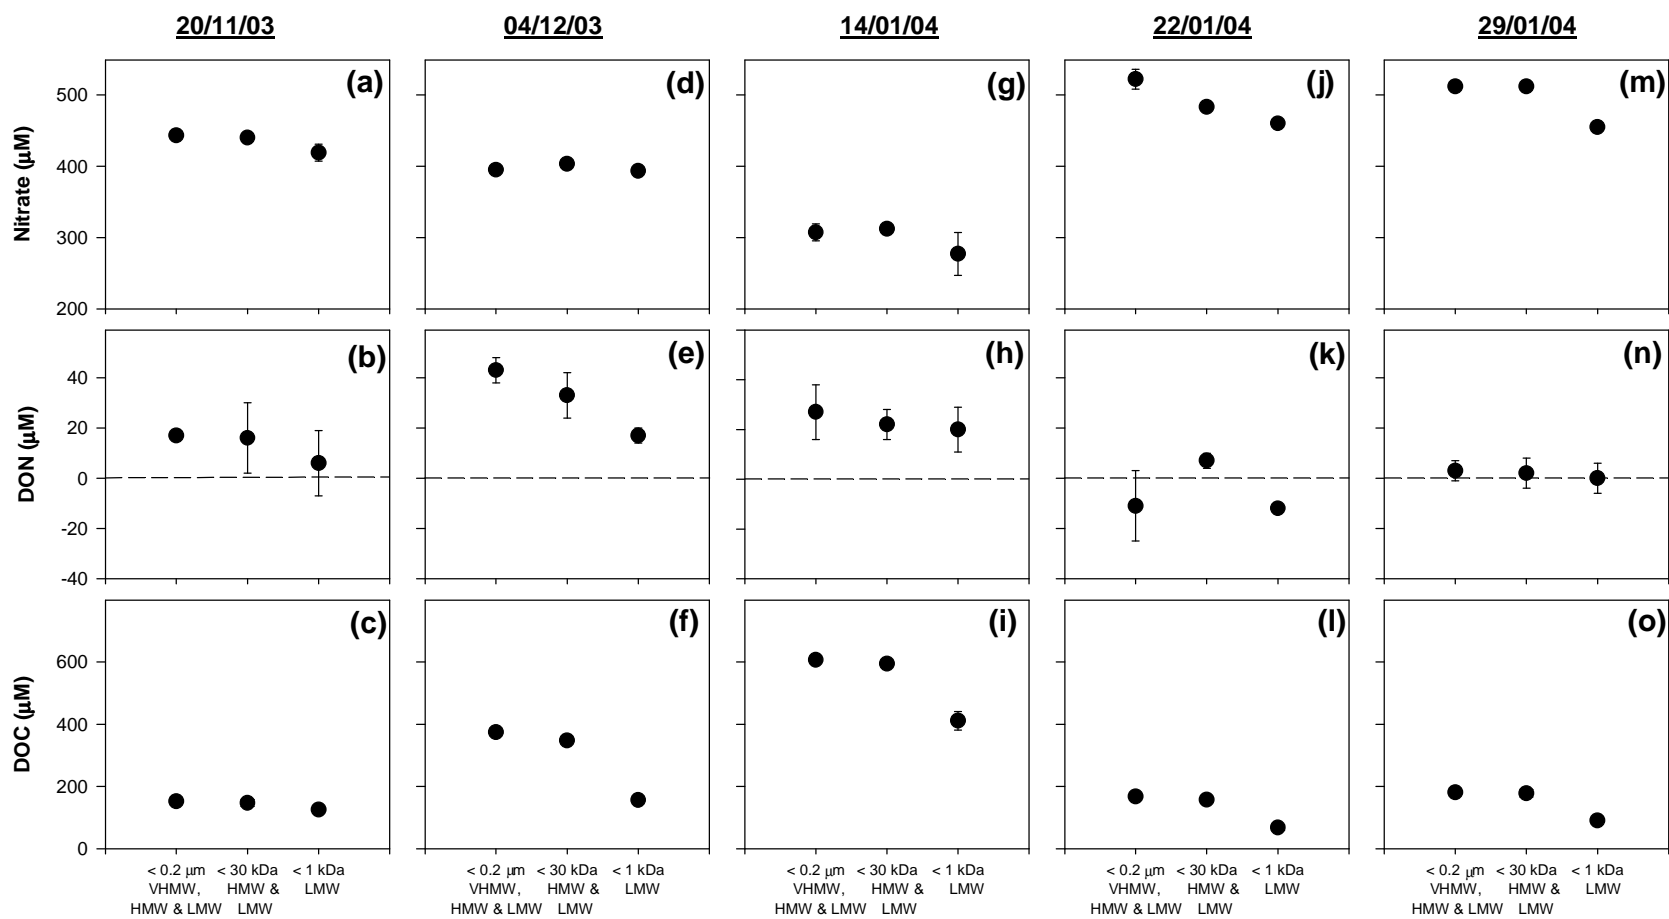 20/11/03 04/12/03 14/01/04 22/01/04 29/01/04
(a) (d) (g) (j) (m)
Nitrate (µM)
500
400
300
200
(b) (e) (h) (k) (n)
DON (µM)
40
20
0
-20
-40
(c) (f) (i) (l) (o)
DOC (µM)
600
400
200
0
< 0.2 µm < 30 kDa < 1 kDa < 0.2 µm < 30 kDa < 1 kDa < 0.2 µm < 30 kDa < 1 kDa < 0.2 µm < 30 kDa < 1 kDa < 0.2 µm < 30 kDa < 1 kDa
VHMW, HMW & LMW VHMW, HMW & LMW VHMW, HMW & LMW VHMW, HMW & LMW VHMW, HMW & LMW
HMW & LMW LMW HMW & LMW LMW HMW & LMW LMW HMW & LMW LMW HMW & LMW LMW